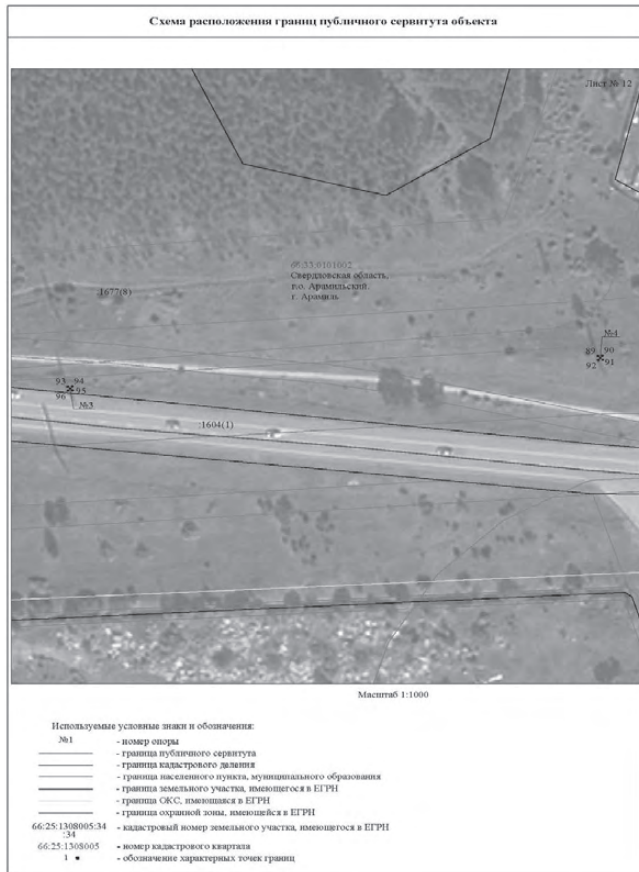 Схема расположения границ публичного сервитута объекта
Лист № 12
66:33:0101002
Свердловская область,
г.о. Арамильский,
г. Арамиль
:1677(8)
№4
89 90
92 91
93 94
95
96
№3
:1604(1)
Масштаб 1:1000
Используемые условные знаки и обозначения:
№1 - номер опоры
- граница публичного сервитута
- граница кадастрового деления
- граница населенного пункта, муниципального образования
- граница земельного участка, имеющегося в ЕГРН
- граница ОКС, имеющаяся в ЕГРН
- граница охранной зоны, имеющейся в ЕГРН
66:25:1308005:34
:34
- кадастровый номер земельного участка, имеющегося в ЕГРН
66:25:1308005 - номер кадастрового квартала
1 - обозначение характерных точек границ